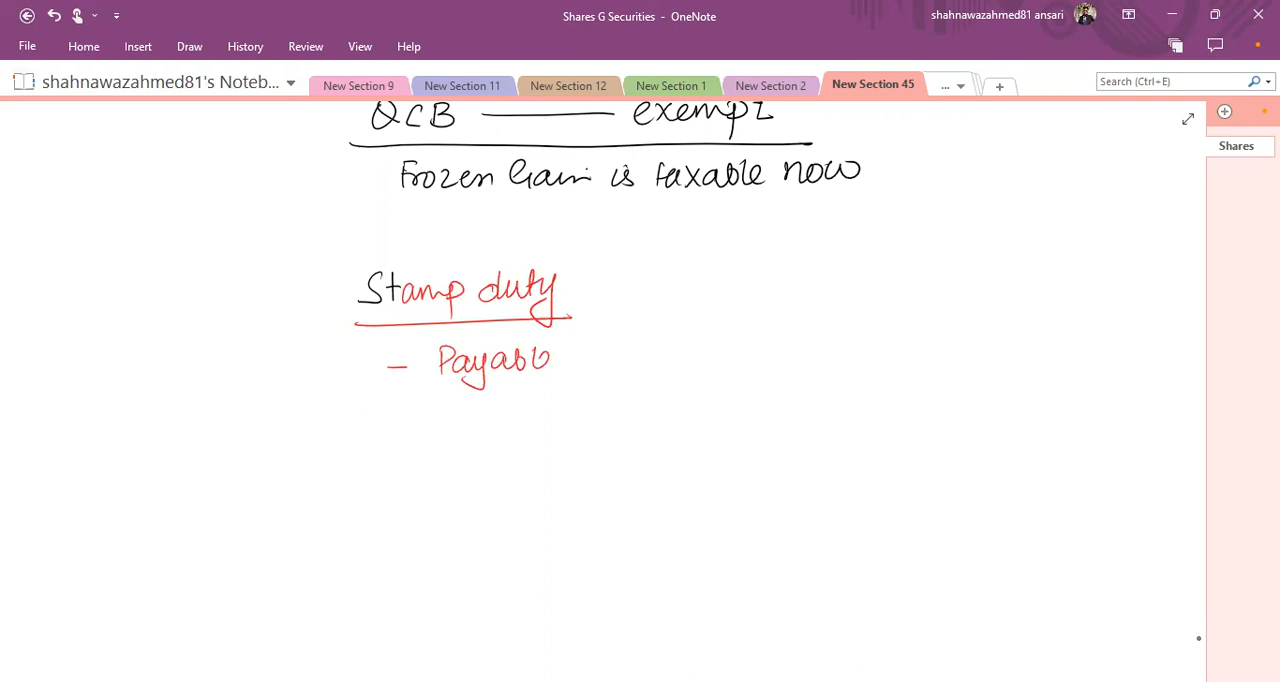 Shares G Securities - OneNote
shahnawazahmed81 ansari
File Home Insert Draw History Review View Help
shahnawazahmed81's Noteb... New Section 9 New Section 11 New Section 12 New Section 1 New Section 2 New Section 45 ... Search (Ctrl+E)
Shares
QCB —— exempt
Frozen Gain is taxable now
Stamp duty
- Payabl